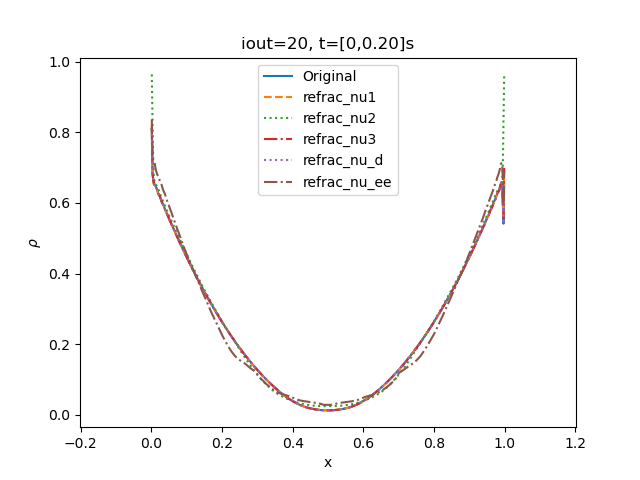 iout=20, t=[0,0.20]s
Original
refrac_nu1
refrac_nu2
refrac_nu3
refrac_nu_d
refrac_nu_ee
1.0
0.8
0.6
0.4
0.2
0.0
ρ
−0.2 0.0 0.2 0.4 0.6 0.8 1.0 1.2
x